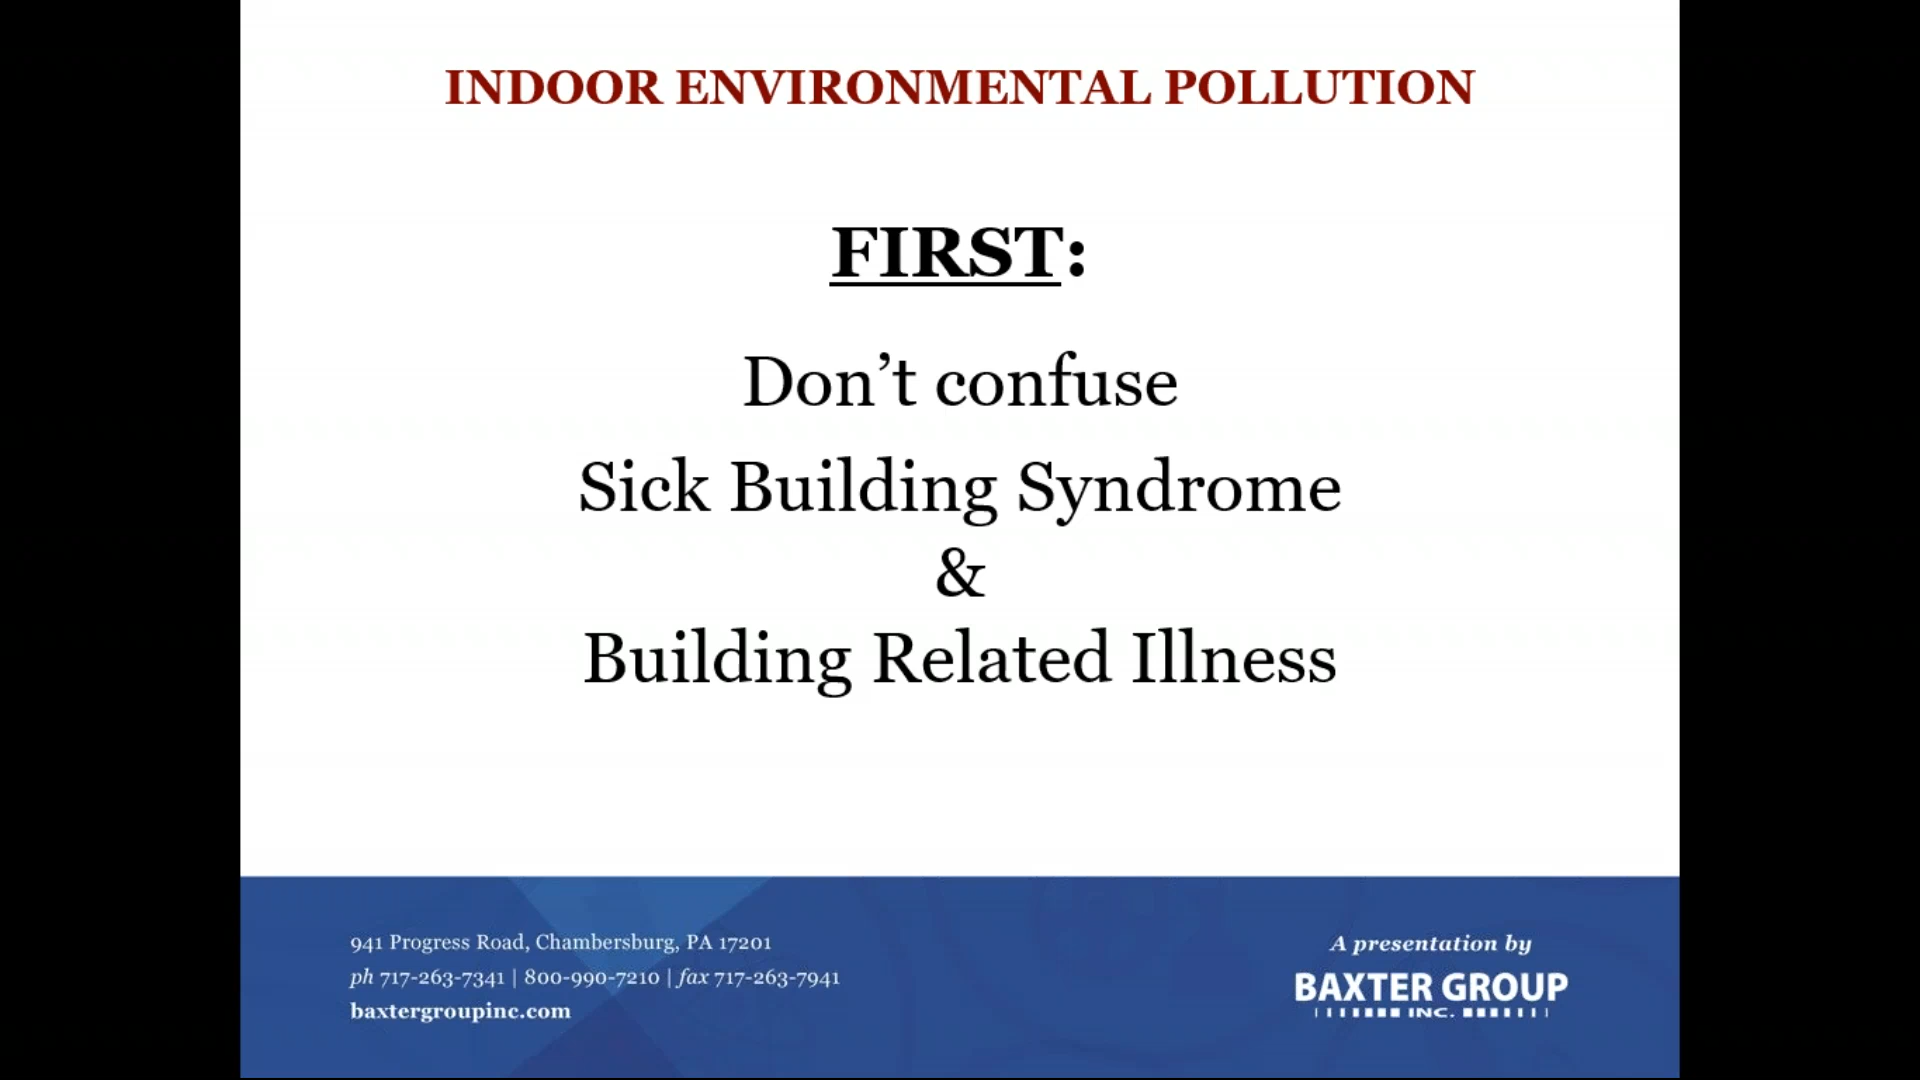 INDOOR ENVIRONMENTAL POLLUTION
FIRST:
Don’t confuse
Sick Building Syndrome
&
Building Related Illness
941 Progress Road, Chambersburg, PA 17201
ph 717-263-7341 | 800-990-7210 | fax 717-263-7941
baxtergroupinc.com
A presentation by
BAXTER GROUP
INC.